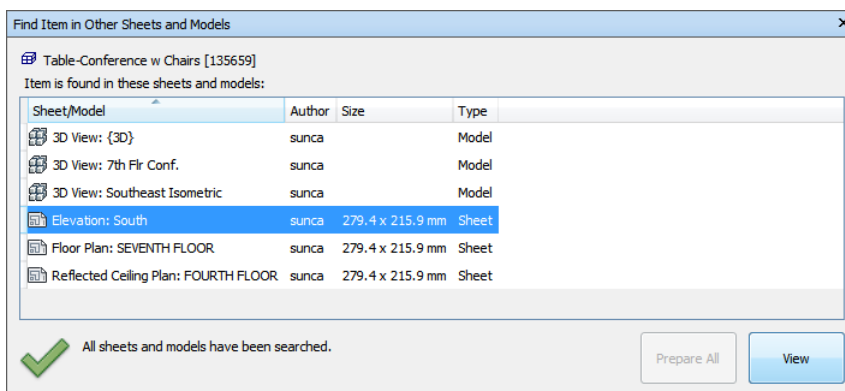 Find Item in Other Sheets and Models
Table-Conference w Chairs [135659]
Item is found in these sheets and models:
Sheet/Model Author Size Type
3D View: {3D} sunca Model
3D View: 7th Flr Conf. sunca Model
3D View: Southeast Isometric sunca Model
Elevation: South sunca 279.4 x 215.9 mm Sheet
Floor Plan: SEVENTH FLOOR sunca 279.4 x 215.9 mm Sheet
Reflected Ceiling Plan: FOURTH FLOOR sunca 279.4 x 215.9 mm Sheet
All sheets and models have been searched.
Prepare All View